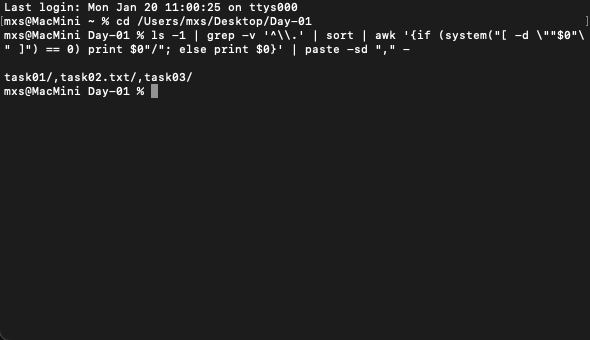 Last login: Mon Jan 20 11:00:25 on ttys000
[mxs@MacMini ~ % cd /Users/mxs/Desktop/Day-01 ]
mxs@MacMini Day-01 % ls -1 | grep -v '^\\.' | sort | awk '{if (system("[ -d \""$0"\
" ]") == 0) print $0"/"; else print $0}' | paste -sd "," -
task01/,task02.txt/,task03/
mxs@MacMini Day-01 %